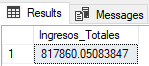 Results Messages
Ingresos_Totales
1 817860.05083847